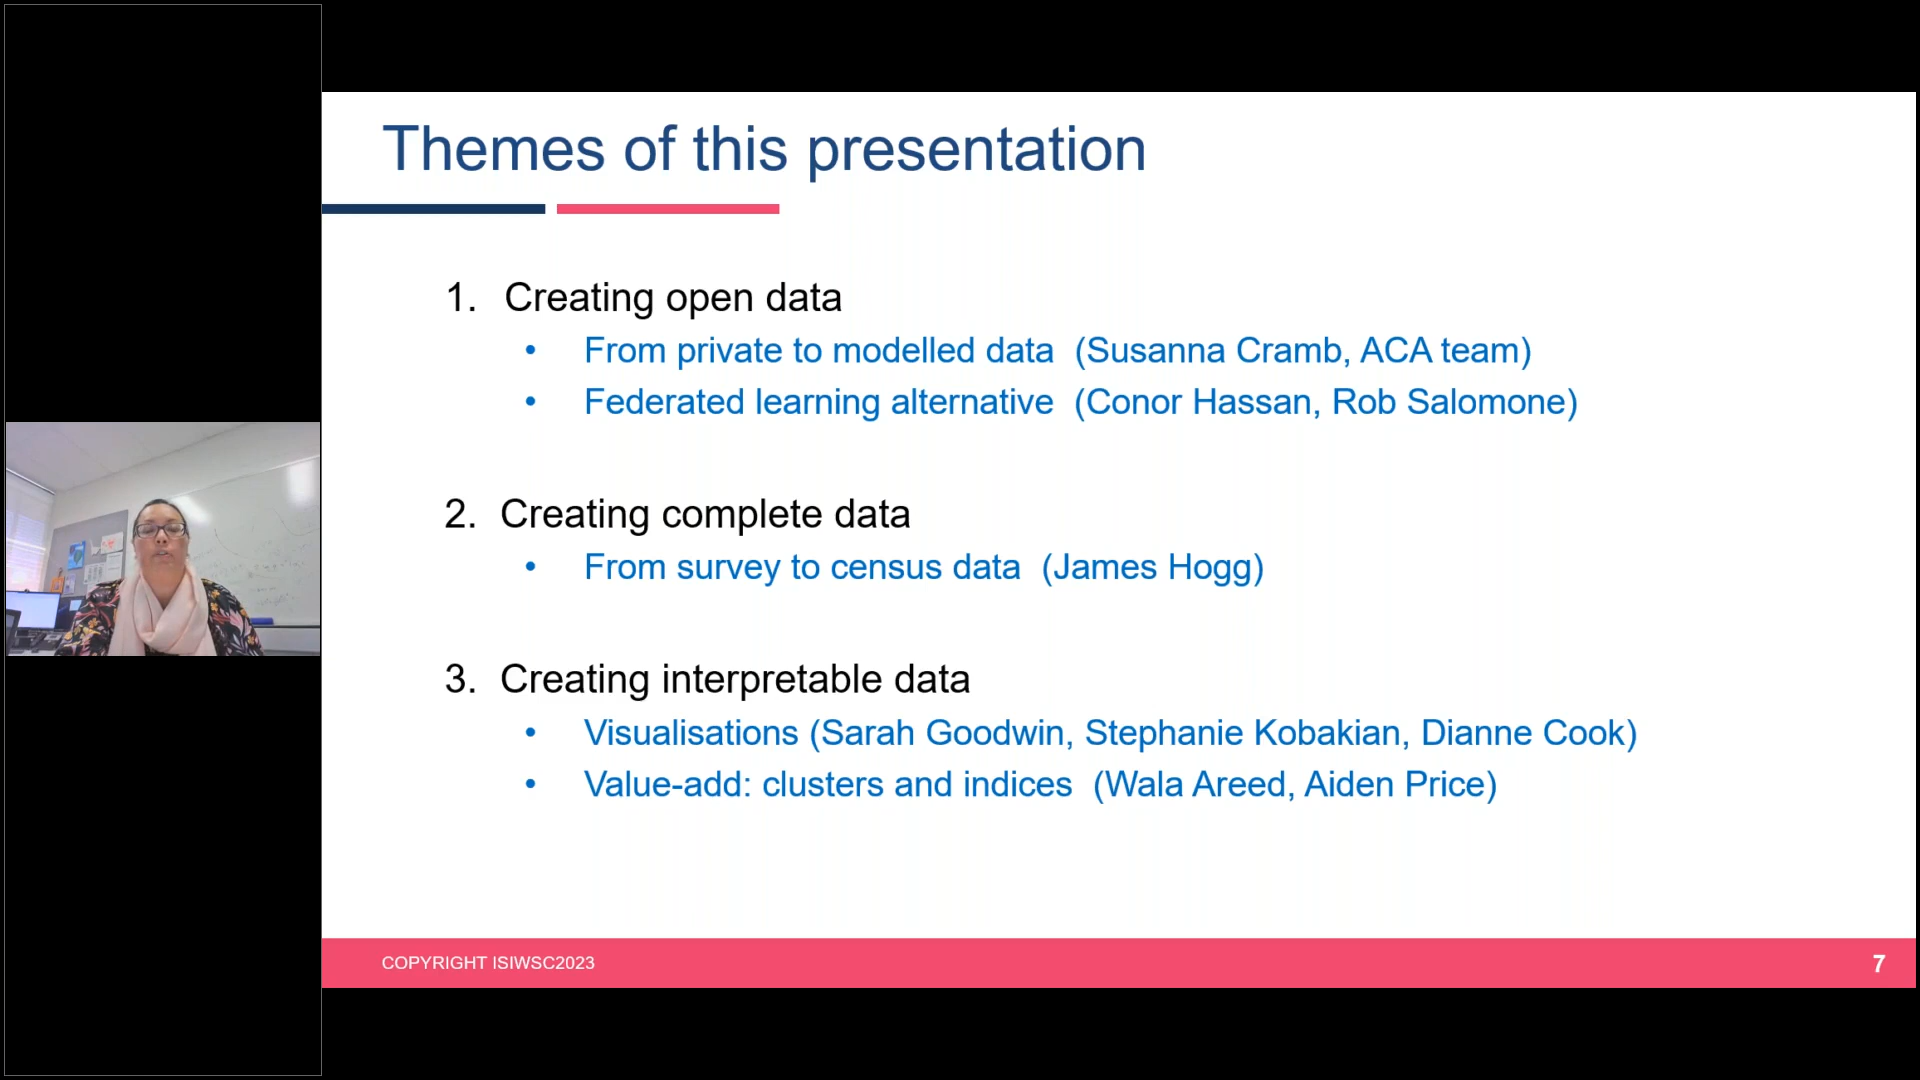 Themes of this presentation
1. Creating open data
• From private to modelled data (Susanna Cramb, ACA team)
• Federated learning alternative (Conor Hassan, Rob Salomone)
2. Creating complete data
• From survey to census data (James Hogg)
3. Creating interpretable data
• Visualisations (Sarah Goodwin, Stephanie Kobakian, Dianne Cook)
• Value-add: clusters and indices (Wala Areed, Aiden Price)
COPYRIGHT ISIWSC2023
7